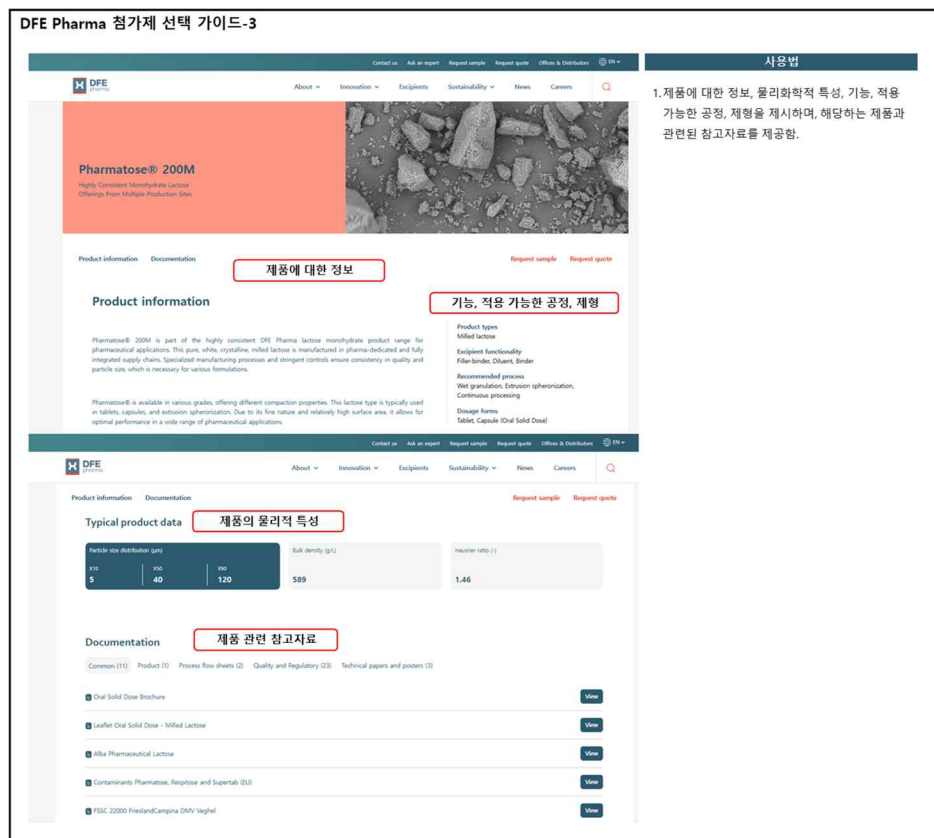 DFE Pharma 첨가제 선택 가이드-3
Contact us Ask an expert Request sample Request quote Offices & Distributors EN
DFE
pharma
About Innovation Excipients Sustainability News Careers
Pharmatose® 200M
Highly Consistent Monohydrate Lactose
Offerings From Multiple Production Sites
Product information Documentation
제품에 대한 정보
Request sample Request quote
Product information
기능, 적용 가능한 공정, 제형
Pharmatose® 200M is part of the highly consistent DFE Pharma lactose monohydrate product range for
pharmaceutical applications. This pure, white, crystalline, milled lactose is manufactured in pharma-dedicated and fully
integrated supply chains. Specialized manufacturing processes and stringent controls ensure consistency in quality and
particle size, which is necessary for various formulations.
Pharmatose® is available in various grades, offering different compaction properties. This lactose type is typically used
in tablets, capsules, and extrusion spheronization. Due to its fine nature and relatively high surface area, it allows for
optimal performance in a wide range of pharmaceutical applications.
Product types
Milled lactose
Excipient functionality
Filler-binder, Diluent, Binder
Recommended process
Wet granulation, Extrusion spheronization,
Continuous processing
Dosage forms
Tablet, Capsule (Oral Solid Dose)
Contact us Ask an expert Request sample Request quote Offices & Distributors EN
DFE
pharma
About Innovation Excipients Sustainability News Careers
Product information Documentation
Request sample Request quote
Typical product data
제품의 물리적 특성
Particle size distribution (μm)
X10 X50 X90
5 40 120
Bulk density (g/L)
589
Hausner ratio (-)
1.46
Documentation
제품 관련 참고자료
Common (11) Product (1) Process flow sheets (2) Quality and Regulatory (23) Technical papers and posters (3)
Oral Solid Dose Brochure View
Leaflet Oral Solid Dose - Milled Lactose View
Alba Pharmaceutical Lactose View
Contaminants Pharmatose, Respitose and Supertab (EU) View
FSSC 22000 FrieslandCampina DMV Veghel View
사용법
1. 제품에 대한 정보, 물리화학적 특성, 기능, 적용
가능한 공정, 제형을 제시하며, 해당하는 제품과
관련된 참고자료를 제공함.